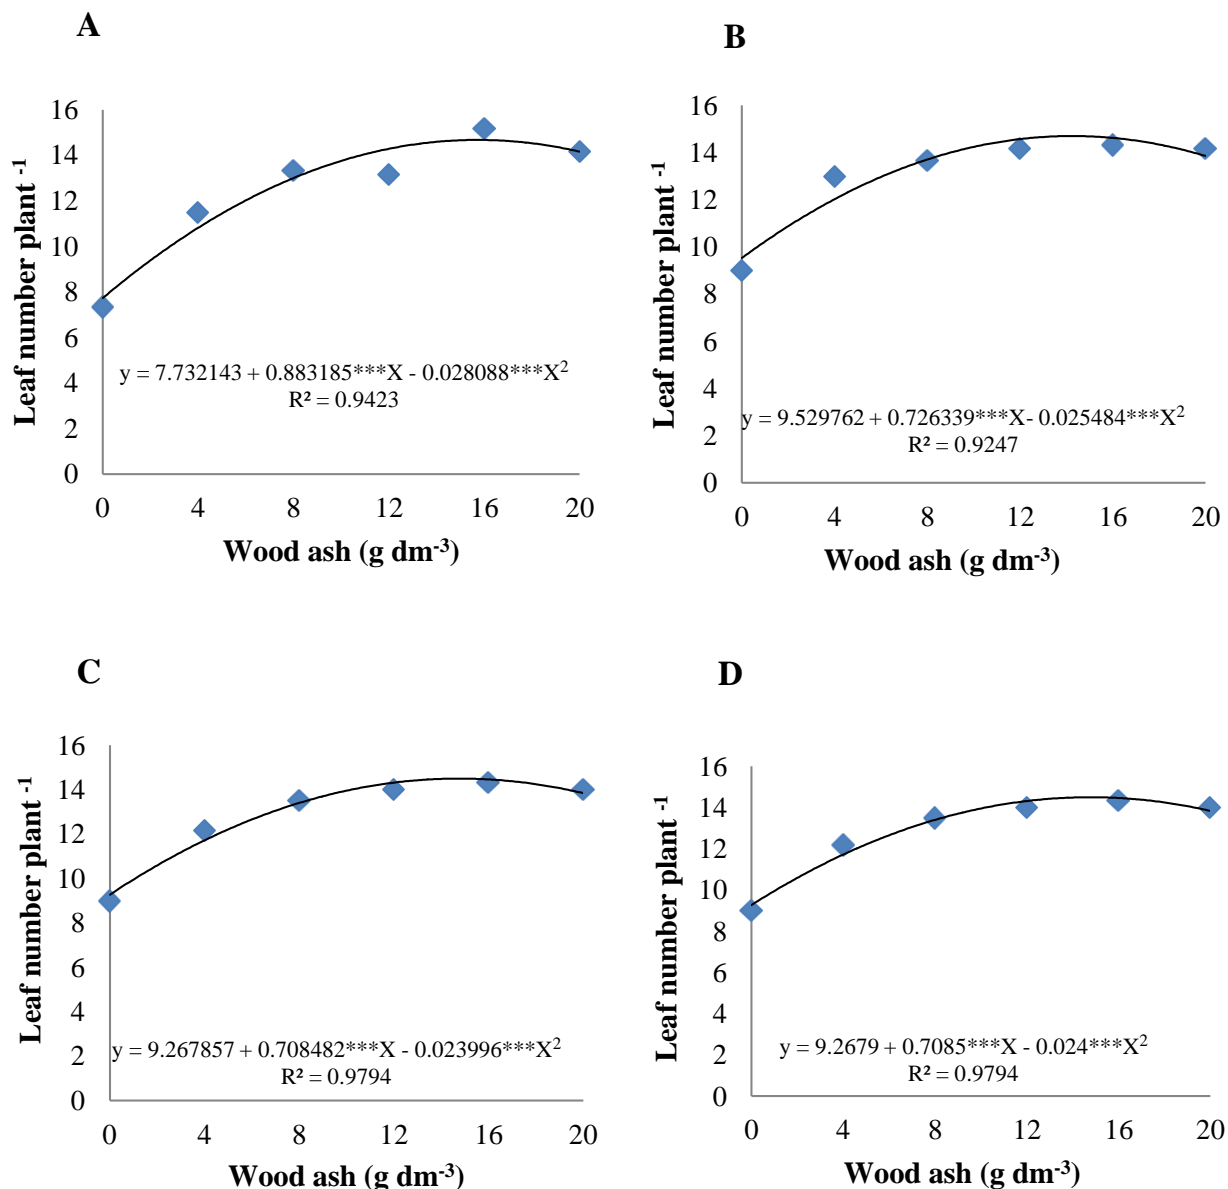 A
Leaf number plant -1
16
14
12
10
8
6
4
2
0
y = 7.732143 + 0.883185***X - 0.028088***X2
R² = 0.9423
0 4 8 12 16 20
Wood ash (g dm-3)
B
Leaf number plant -1
16
14
12
10
8
6
4
2
0
y = 9.529762 + 0.726339***X- 0.025484***X2
R² = 0.9247
0 4 8 12 16 20
Wood ash (g dm-3)
C
Leaf number plant -1
16
14
12
10
8
6
4
2
0
y = 9.267857 + 0.708482***X - 0.023996***X2
R² = 0.9794
0 4 8 12 16 20
Wood ash (g dm-3)
D
Leaf number plant -1
16
14
12
10
8
6
4
2
0
y = 9.2679 + 0.7085***X - 0.024***X2
R² = 0.9794
0 4 8 12 16 20
Wood ash (g dm-3)